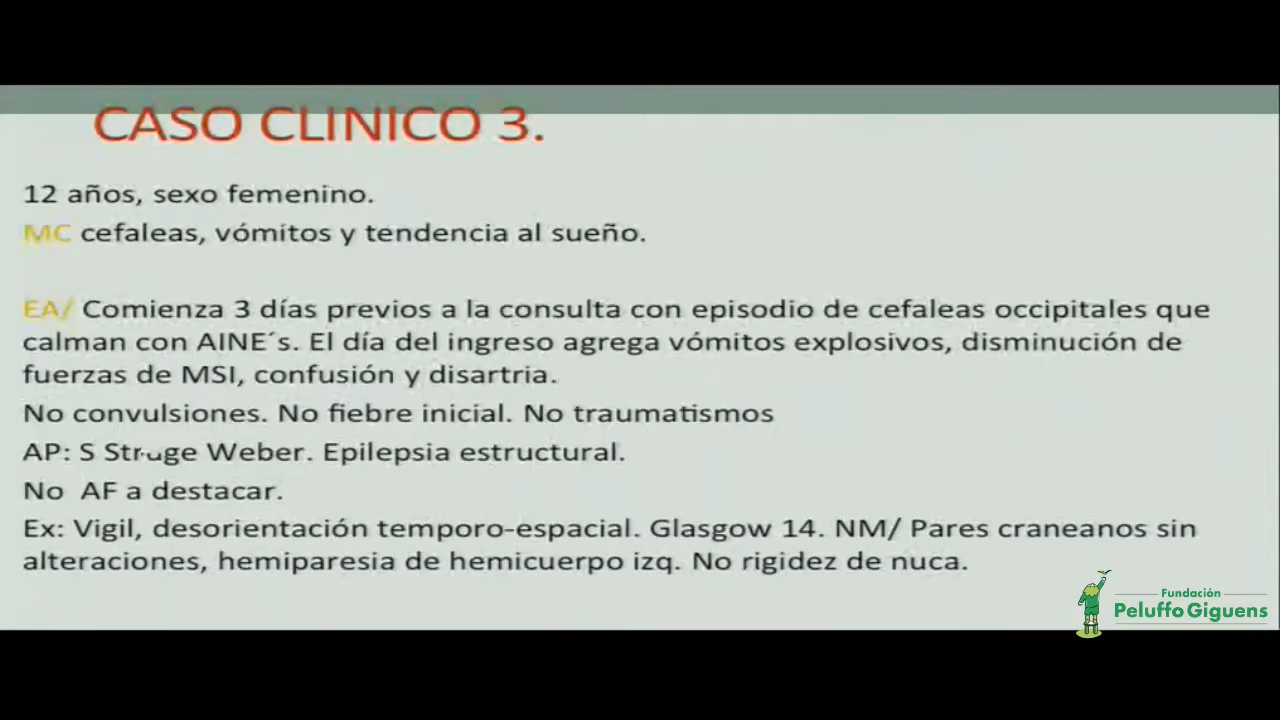 CASO CLINICO 3.
12 años, sexo femenino.
MC cefaleas, vómitos y tendencia al sueño.
EA/ Comienza 3 días previos a la consulta con episodio de cefaleas occipitales que
calman con AINE´s. El día del ingreso agrega vómitos explosivos, disminución de
fuerzas de MSI, confusión y disartria.
No convulsiones. No fiebre inicial. No traumatismos
AP: S Struge Weber. Epilepsia estructural.
No AF a destacar.
Ex: Vigil, desorientación temporo-espacial. Glasgow 14. NM/ Pares craneanos sin
alteraciones, hemiparesia de hemicuerpo izq. No rigidez de nuca.
Fundación
Peluffo Giguens